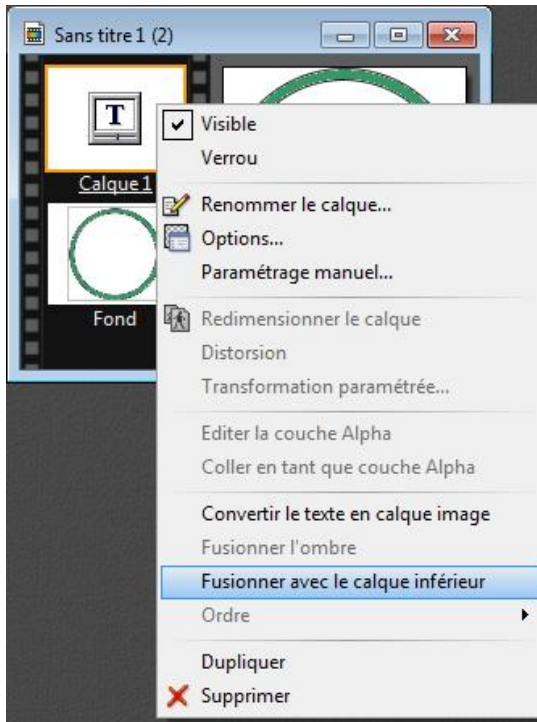 Sans titre 1 (2)
T
Calque 1
Fond
Visible
Verrou
Renommer le calque...
Options...
Paramétrage manuel...
Redimensionner le calque
Distorsion
Transformation paramétrée...
Editer la couche Alpha
Coller en tant que couche Alpha
Convertir le texte en calque image
Fusionner l'ombre
Fusionner avec le calque inférieur
Ordre
Dupliquer
Supprimer